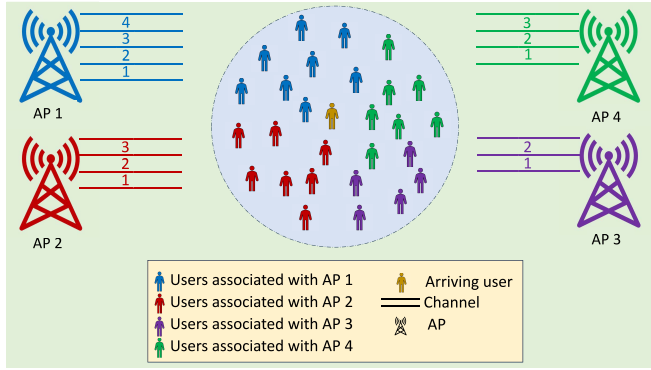 4
3
2
1
AP 1
3
2
1
AP 2
3
2
1
AP 4
2
1
AP 3
Users associated with AP 1
Users associated with AP 2
Users associated with AP 3
Users associated with AP 4
Arriving user
Channel
AP